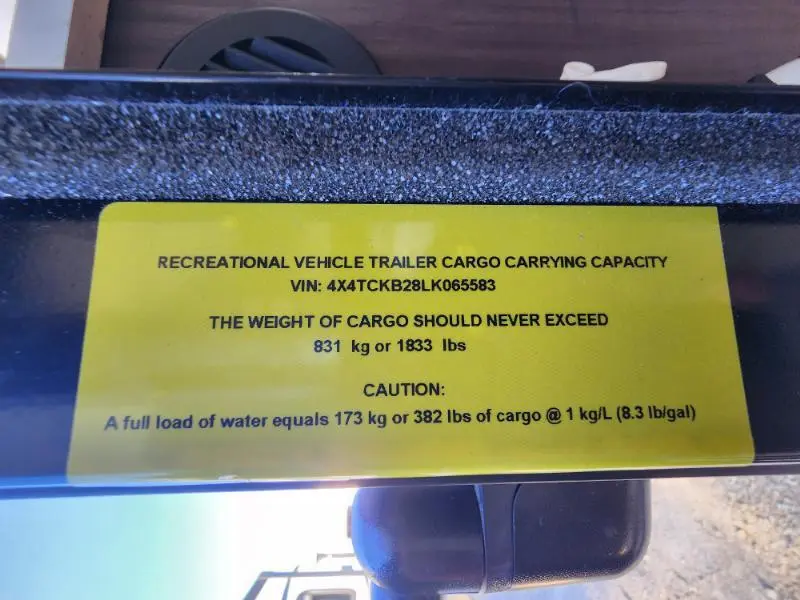 RECREATIONAL VEHICLE TRAILER CARGO CARRYING CAPACITY
VIN: 4X4TCKB28LK065583
THE WEIGHT OF CARGO SHOULD NEVER EXCEED
831 kg or 1833 lbs
CAUTION:
A full load of water equals 173 kg or 382 lbs of cargo @ 1 kg/L (8.3 lb/gal)